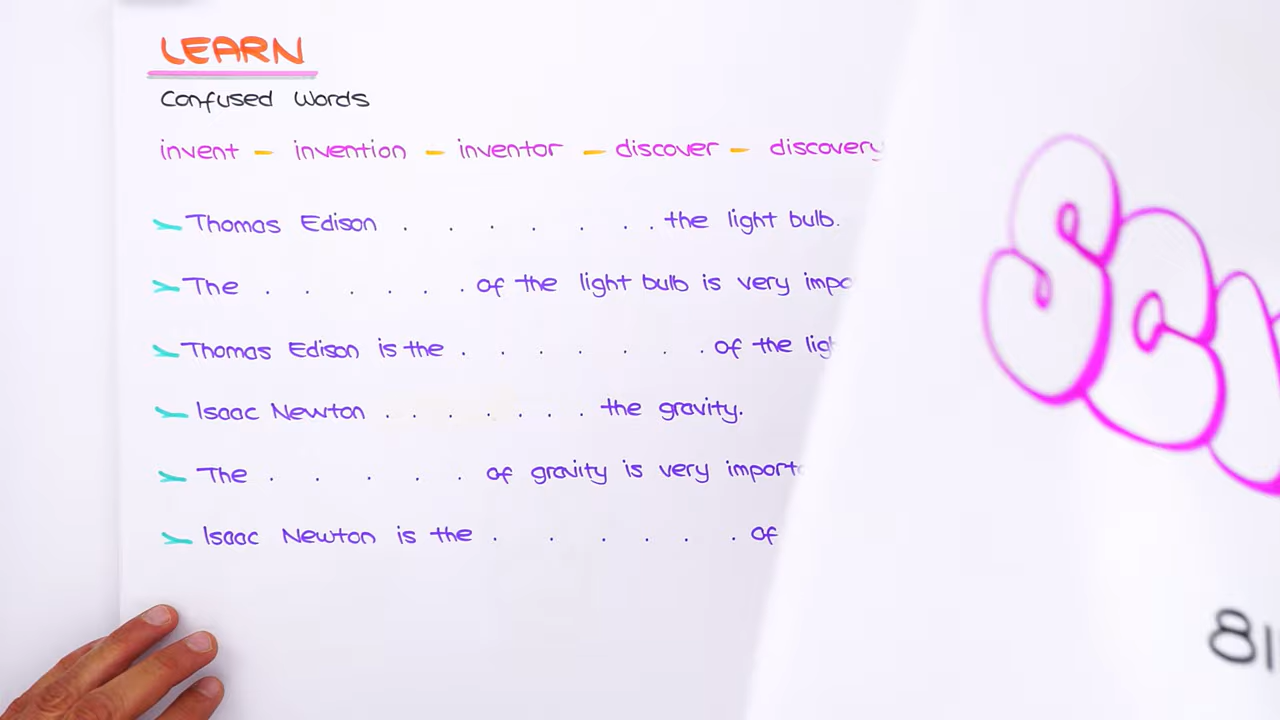 LEARN
Confused Words
invent - invention - inventor - discover - discovery
Thomas Edison . . . . . . . the light bulb.
The . . . . . . of the light bulb is very
Thomas Edison is the . . . . . . . of the
Isaac Newton . . . . . . . the gravity.
The . . . . . of gravity is very
Isaac Newton is the . . . . . . of